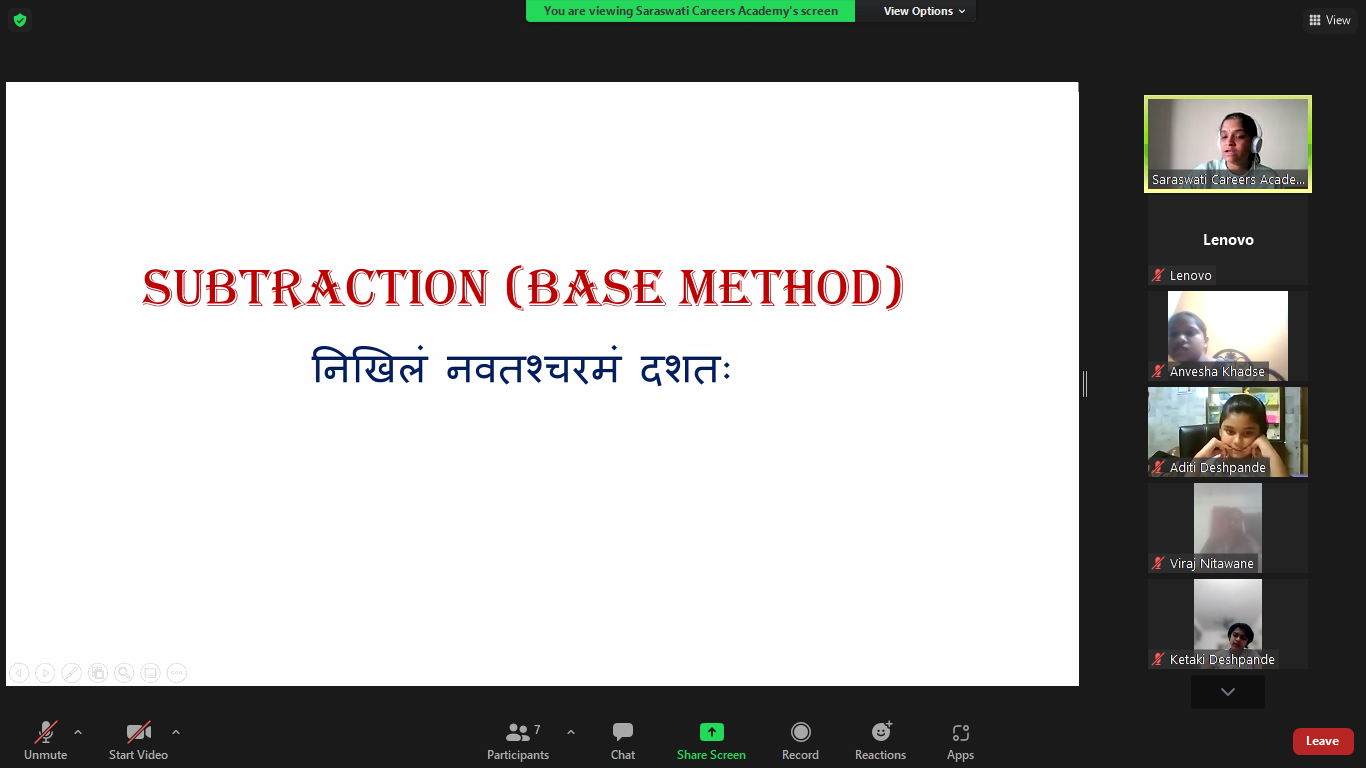 You are viewing Saraswati Careers Academy's screen
View Options
View
SUBTRACTION (BASE METHOD)
निखिलं नवतश्चरमं दशतः
Saraswati Careers Acade...
Lenovo
Lenovo
Anvesha Khadse
Aditi Deshpande
Viraj Nitawane
Ketaki Deshpande
Unmute
Start Video
7
Participants
Chat
Share Screen
Record
Reactions
Apps
Leave